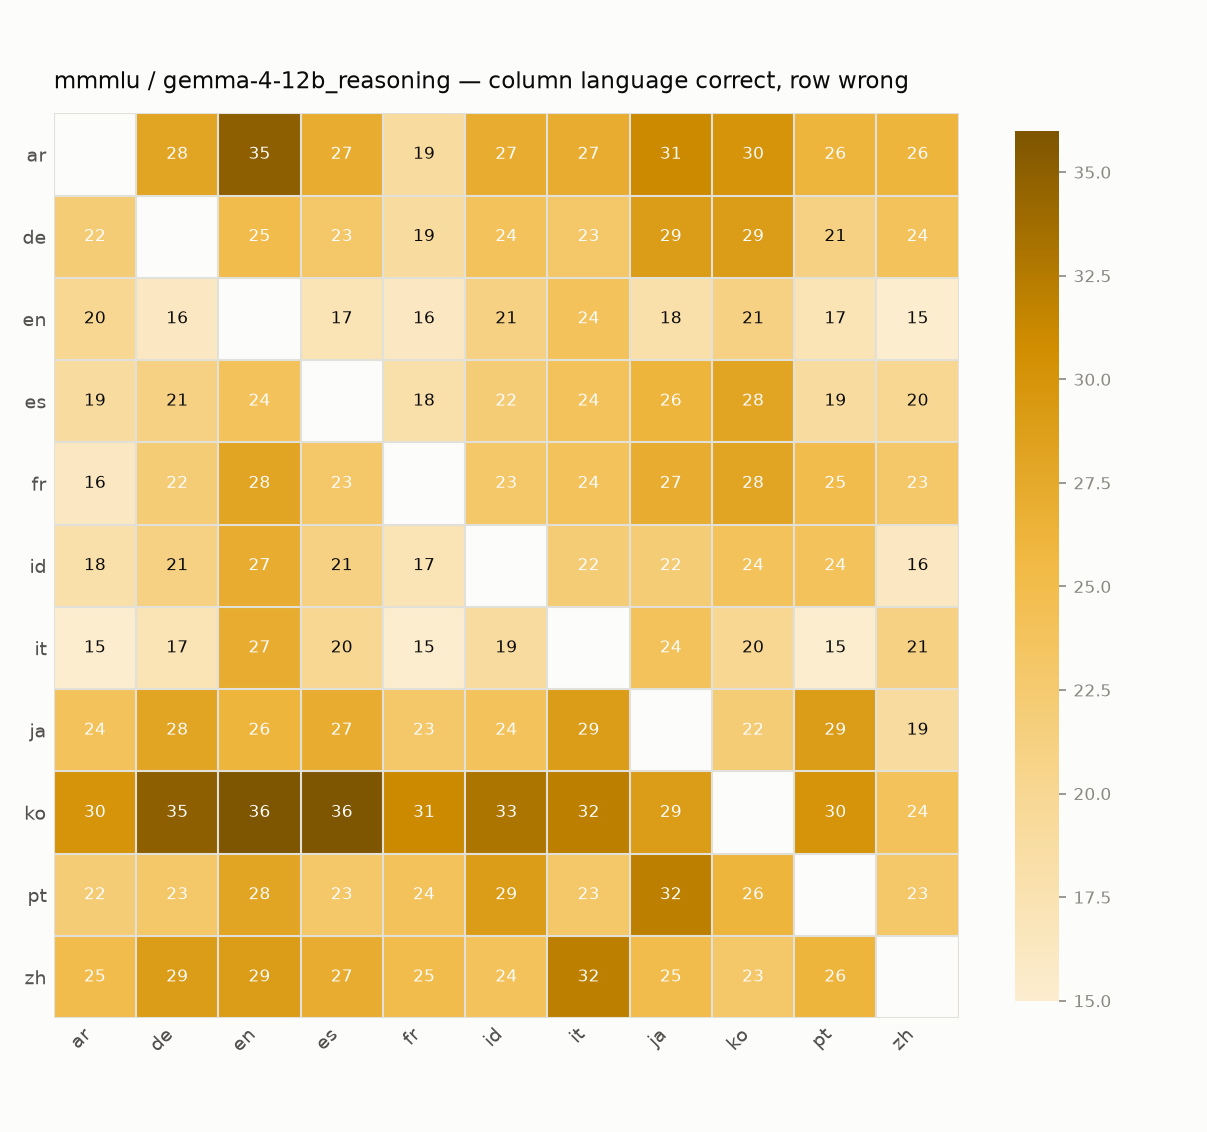 mmmlu / gemma-4-12b_reasoning — column language correct, row wrong
ar 28 35 27 19 27 27 31 30 26 26
de 22 25 23 19 24 23 29 29 21 24
en 20 16 17 16 21 24 18 21 17 15
es 19 21 24 18 22 24 26 28 19 20
fr 16 22 28 23 23 24 27 28 25 23
id 18 21 27 21 17 22 22 24 24 16
it 15 17 27 20 15 19 24 20 15 21
ja 24 28 26 27 23 24 29 22 29 19
ko 30 35 36 36 31 33 32 29 30 24
pt 22 23 28 23 24 29 23 32 26 23
zh 25 29 29 27 25 24 32 25 23 26
ar de en es fr id it ja ko pt zh
35.0
32.5
30.0
27.5
25.0
22.5
20.0
17.5
15.0